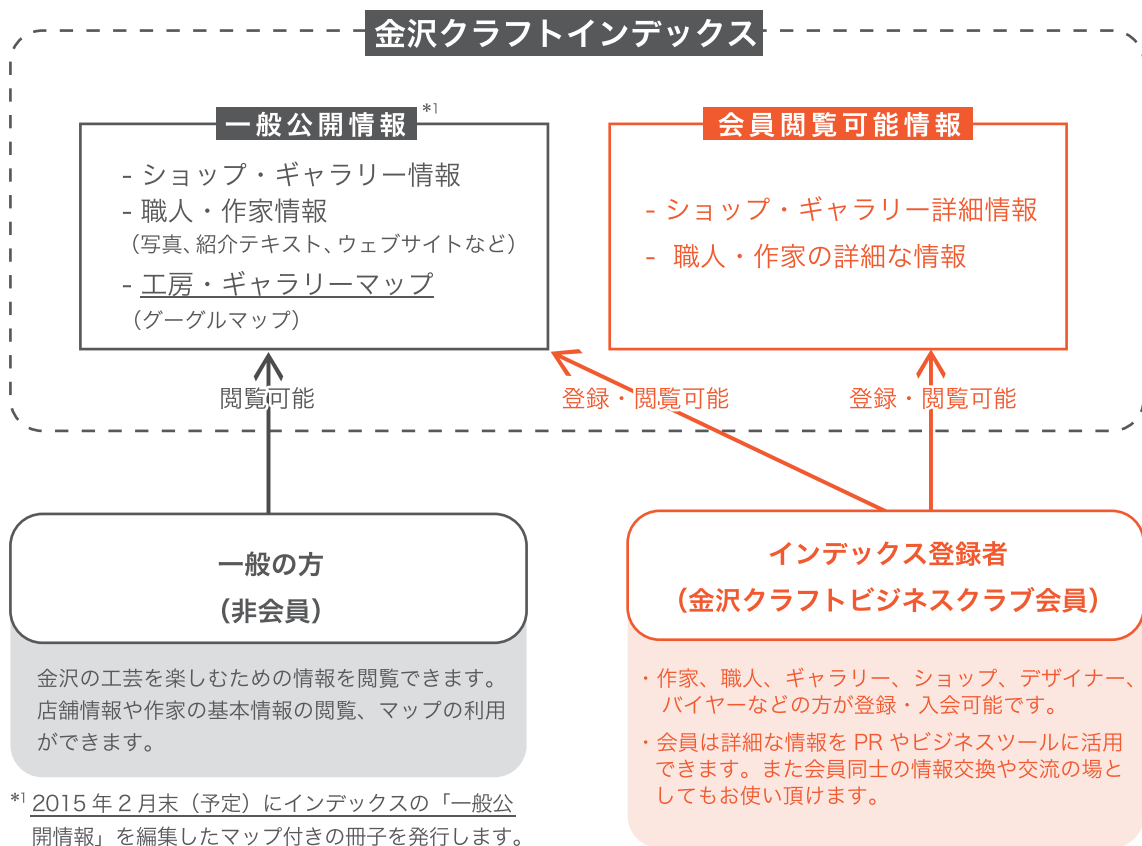 金沢クラフトインデックス
一般公開情報 *1
- ショップ・ギャラリー情報
- 職人・作家情報
（写真、紹介テキスト、ウェブサイトなど）
- 工房・ギャラリーマップ
（グーグルマップ）
会員閲覧可能情報
- ショップ・ギャラリー詳細情報
- 職人・作家の詳細な情報
閲覧可能
登録・閲覧可能
登録・閲覧可能
一般の方
（非会員）
金沢の工芸を楽しむための情報を閲覧できます。
店舗情報や作家の基本情報の閲覧、マップの利用
ができます。
*1 2015 年 2 月末（予定）にインデックスの「一般公
開情報」を編集したマップ付きの冊子を発行します。
インデックス登録者
（金沢クラフトビジネスクラブ会員）
・作家、職人、ギャラリー、ショップ、デザイナー、
バイヤーなどの方が登録・入会可能です。
・会員は詳細な情報を PR やビジネスツールに活用
できます。また会員同士の情報交換や交流の場と
してもお使い頂けます。